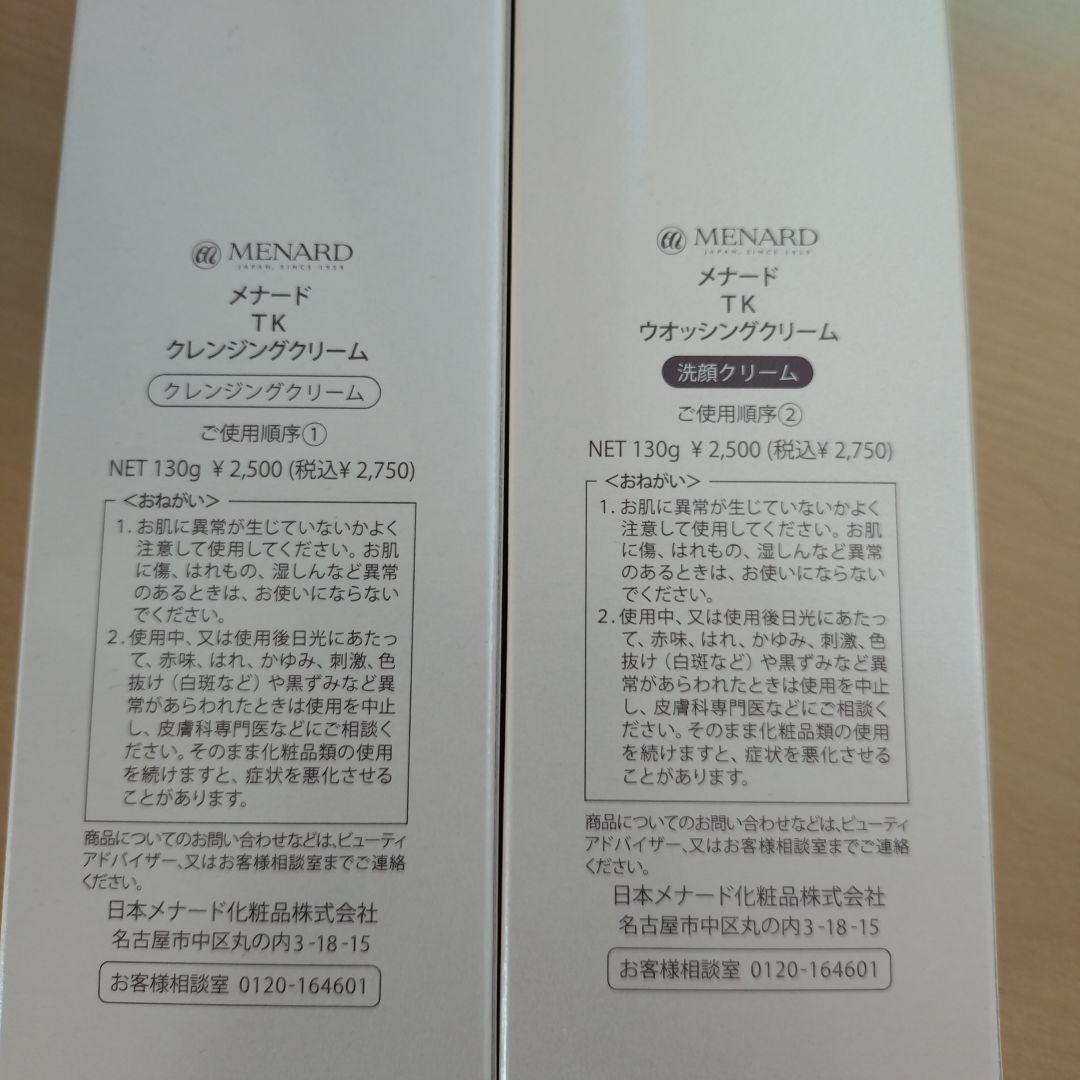 MENARD
JAPAN, SINCE 1959
メナード
TK
クレンジングクリーム
クレンジングクリーム
ご使用順序①
NET 130g ¥2,500 (税込¥2,750)
<おねがい>
1. お肌に異常が生じていないかよく
注意して使用してください。お肌
に傷、はれもの、湿しんなど異常
のあるときは、お使いにならない
でください。
2. 使用中、又は使用後日光にあたっ
て、赤味、はれ、かゆみ、刺激、色
抜け（白斑など）や黒ずみなど異
常があらわれたときは使用を中止
し、皮膚科専門医などにご相談く
ださい。そのまま化粧品類の使用
を続けますと、症状を悪化させる
ことがあります。
商品についてのお問い合わせなどは、ビューティ
アドバイザー、又はお客様相談室までご連絡
ください。
日本メナード化粧品株式会社
名古屋市中区丸の内3-18-15
お客様相談室 0120-164601
MENARD
JAPAN, SINCE 1959
メナード
TK
ウオッシングクリーム
洗顔クリーム
ご使用順序②
NET 130g ¥2,500 (税込¥2,750)
<おねがい>
1. お肌に異常が生じていないかよく
注意して使用してください。お肌
に傷、はれもの、湿しんなど異常
のあるときは、お使いにならない
でください。
2. 使用中、又は使用後日光にあたっ
て、赤味、はれ、かゆみ、刺激、色
抜け（白斑など）や黒ずみなど異
常があらわれたときは使用を中止
し、皮膚科専門医などにご相談く
ださい。そのまま化粧品類の使用
を続けますと、症状を悪化させる
ことがあります。
商品についてのお問い合わせなどは、ビューティ
アドバイザー、又はお客様相談室までご連絡
ください。
日本メナード化粧品株式会社
名古屋市中区丸の内3-18-15
お客様相談室 0120-164601